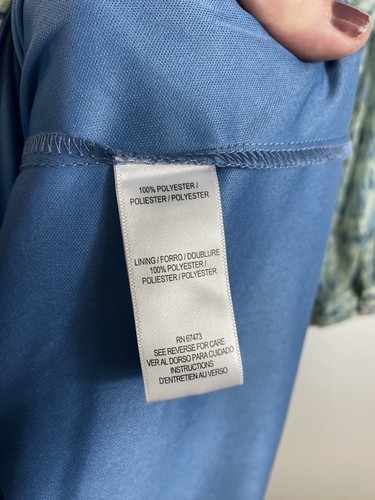 100% POLYESTER /
POLIESTER / POLYESTER
LINING / FORRO / DOUBLURE
100% POLYESTER /
POLIESTER / POLYESTER
RN 67473
SEE REVERSE FOR CARE
VER AL DORSO PARA CUIDADO
INSTRUCTIONS
D'ENTRETIEN AU VERSO